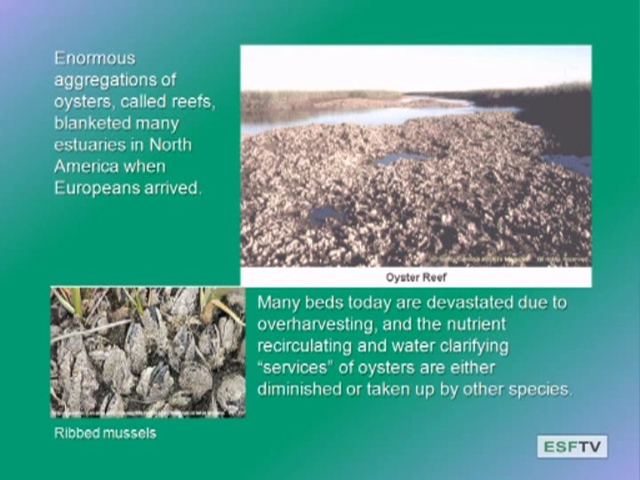 Enormous
aggregations of
oysters, called reefs,
blanketed many
estuaries in North
America when
Europeans arrived.
Oyster Reef
Many beds today are devastated due to
overharvesting, and the nutrient
recirculating and water clarifying
“services” of oysters are either
diminished or taken up by other species.
Ribbed mussels
ESFTV